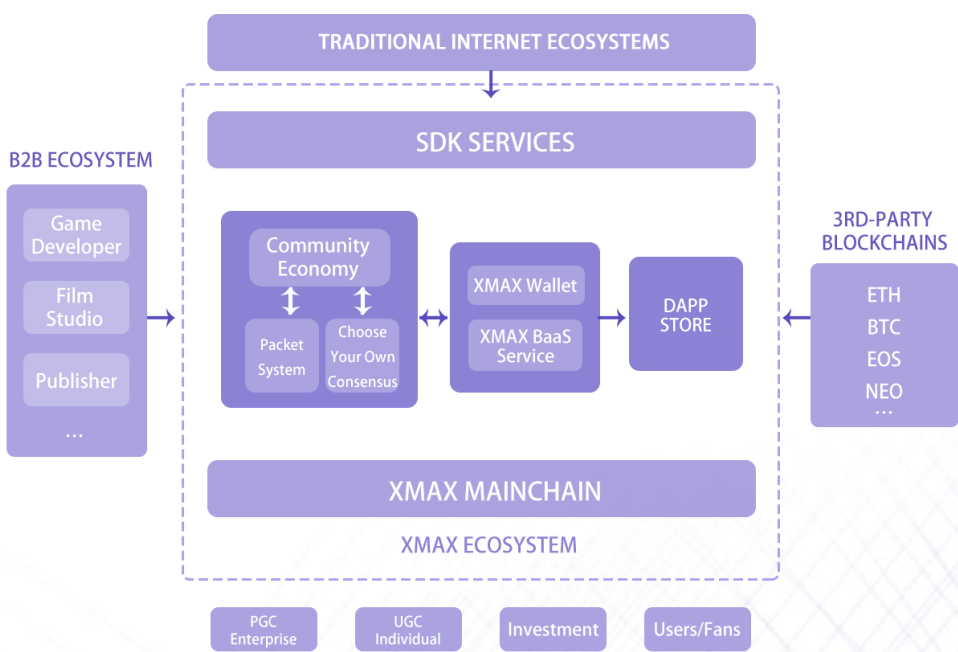 TRADITIONAL INTERNET ECOSYSTEMS
SDK SERVICES
B2B ECOSYSTEM
Game
Developer
Film
Studio
Publisher
...
Community
Economy
Packet
System
Choose
Your Own
Consensus
XMAX Wallet
XMAX BaaS
Service
DAPP
STORE
3RD-PARTY
BLOCKCHAINS
ETH
BTC
EOS
NEO
...
XMAX MAINCHAIN
XMAX ECOSYSTEM
PGC
Enterprise
UGC
Individual
Investment
Users/Fans